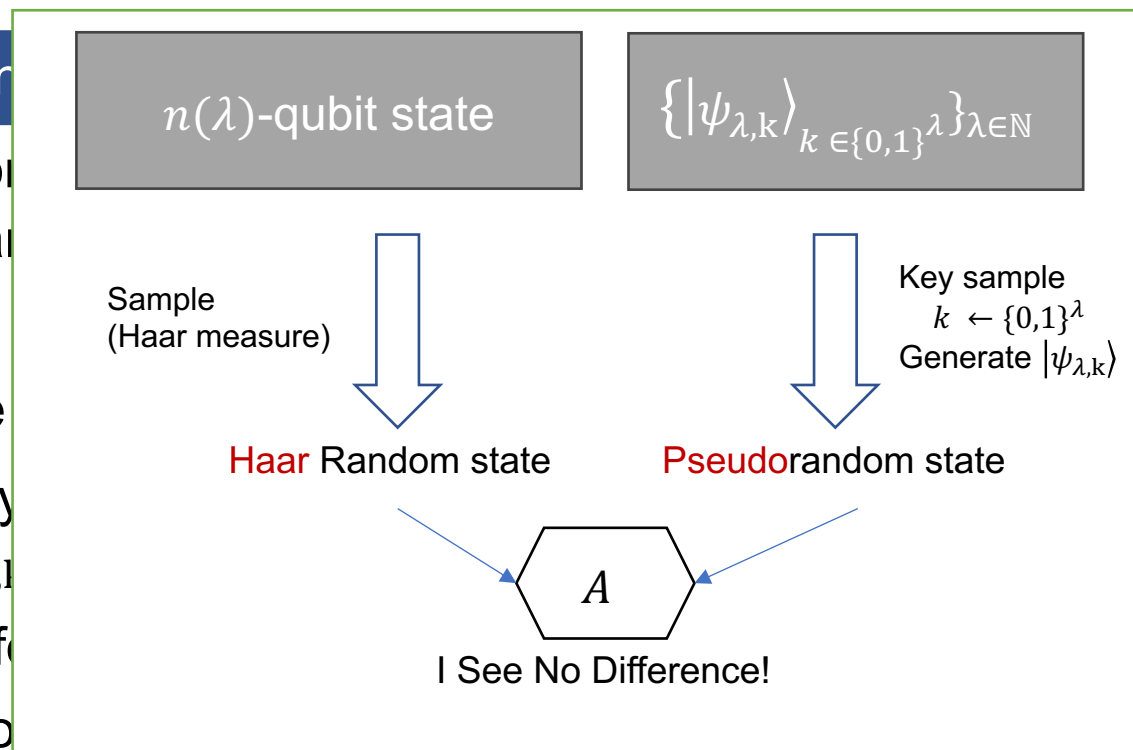 n(λ)-qubit state
{|ψ_{λ,k}⟩_{k ∈{0,1}^λ}}_{λ∈ℕ}
Sample
(Haar measure)
Key sample
k ← {0,1}^λ
Generate |ψ_{λ,k}⟩
Haar Random state
Pseudorandom state
A
I See No Difference!